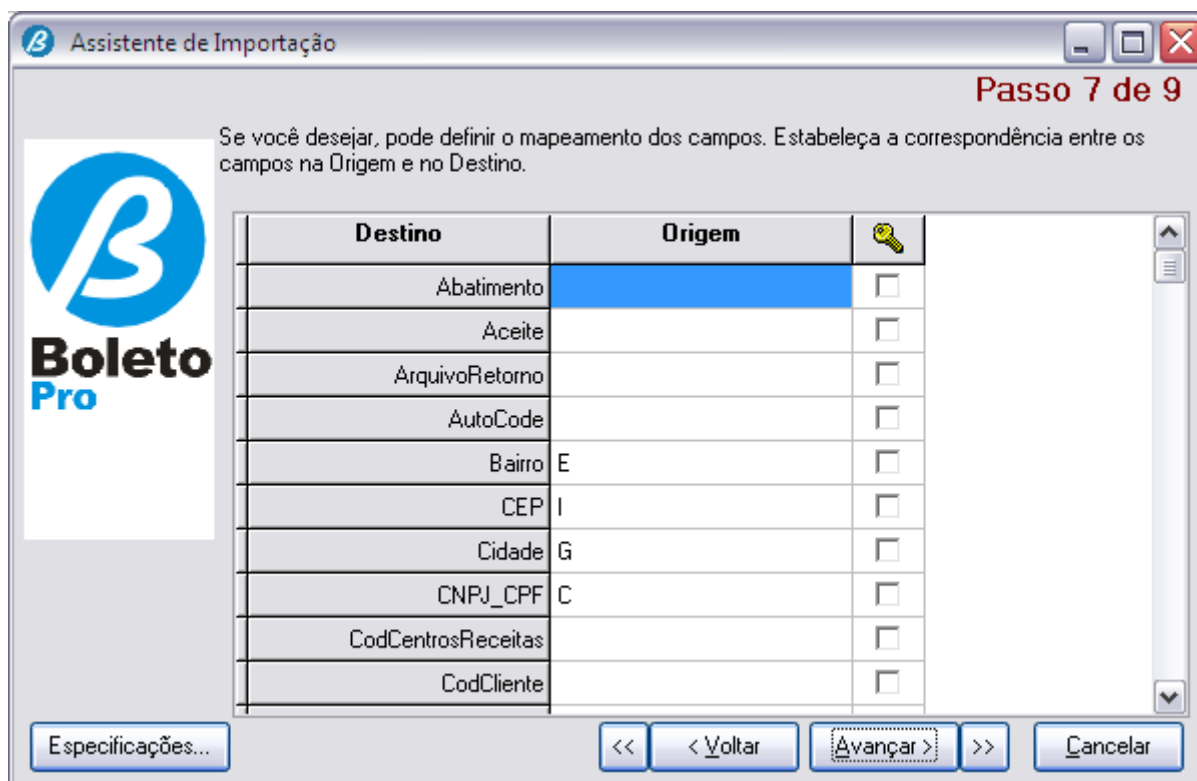 Assistente de Importação
Passo 7 de 9
Se você desejar, pode definir o mapeamento dos campos. Estabeleça a correspondência entre os
campos na Origem e no Destino.
Boleto
Pro
Destino Origem
Abatimento
Aceite
ArquivoRetorno
AutoCode
Bairro E
CEP I
Cidade G
CNPJ_CPF C
CodCentrosReceitas
CodCliente
Especificações... << < Voltar Avançar > >> Cancelar